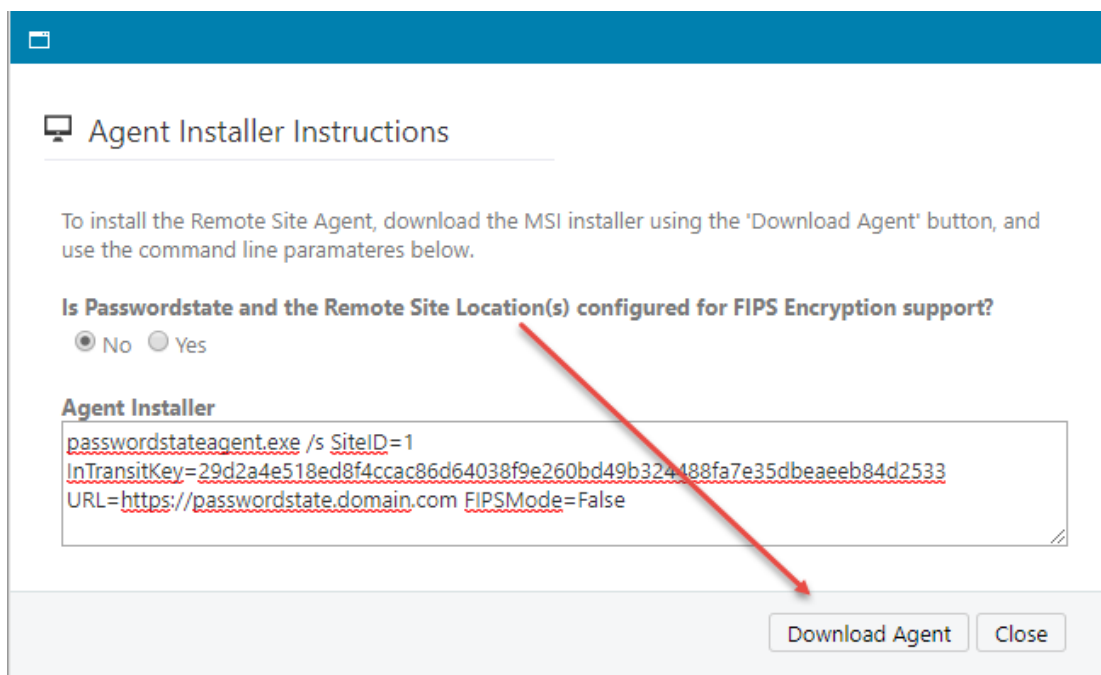 Agent Installer Instructions
To install the Remote Site Agent, download the MSI installer using the 'Download Agent' button, and
use the command line paramateres below.
Is Passwordstate and the Remote Site Location(s) configured for FIPS Encryption support?
No Yes
Agent Installer
passwordstateagent.exe /s SiteID=1
InTransitKey=29d2a4e518ed8f4ccac86d64038f9e260bd49b324488fa7e35dbeaeeb84d2533
URL=https://passwordstate.domain.com FIPSMode=False
Download Agent Close